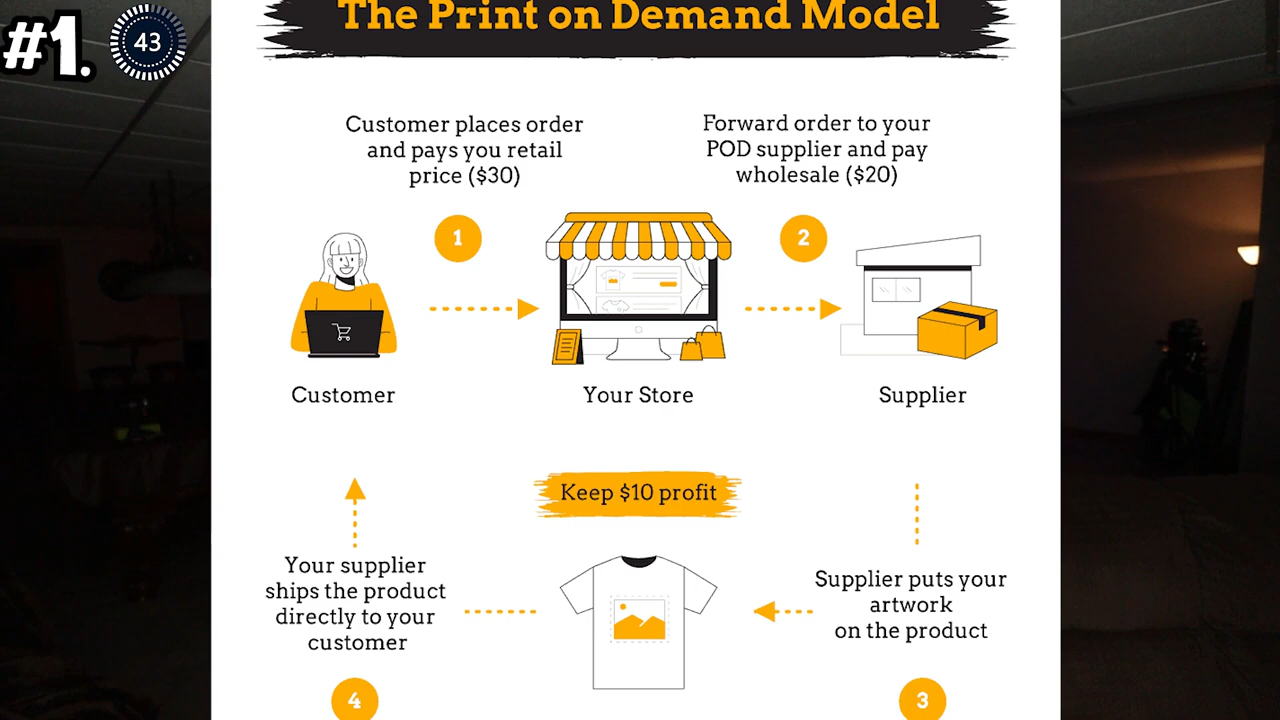 #1.
43
The Print on Demand Model
Customer places order
and pays you retail
price ($30)
Forward order to your
POD supplier and pay
wholesale ($20)
1
2
Customer
Your Store
Supplier
Keep $10 profit
Your supplier
ships the product
directly to your
customer
Supplier puts your
artwork
on the product
4
3